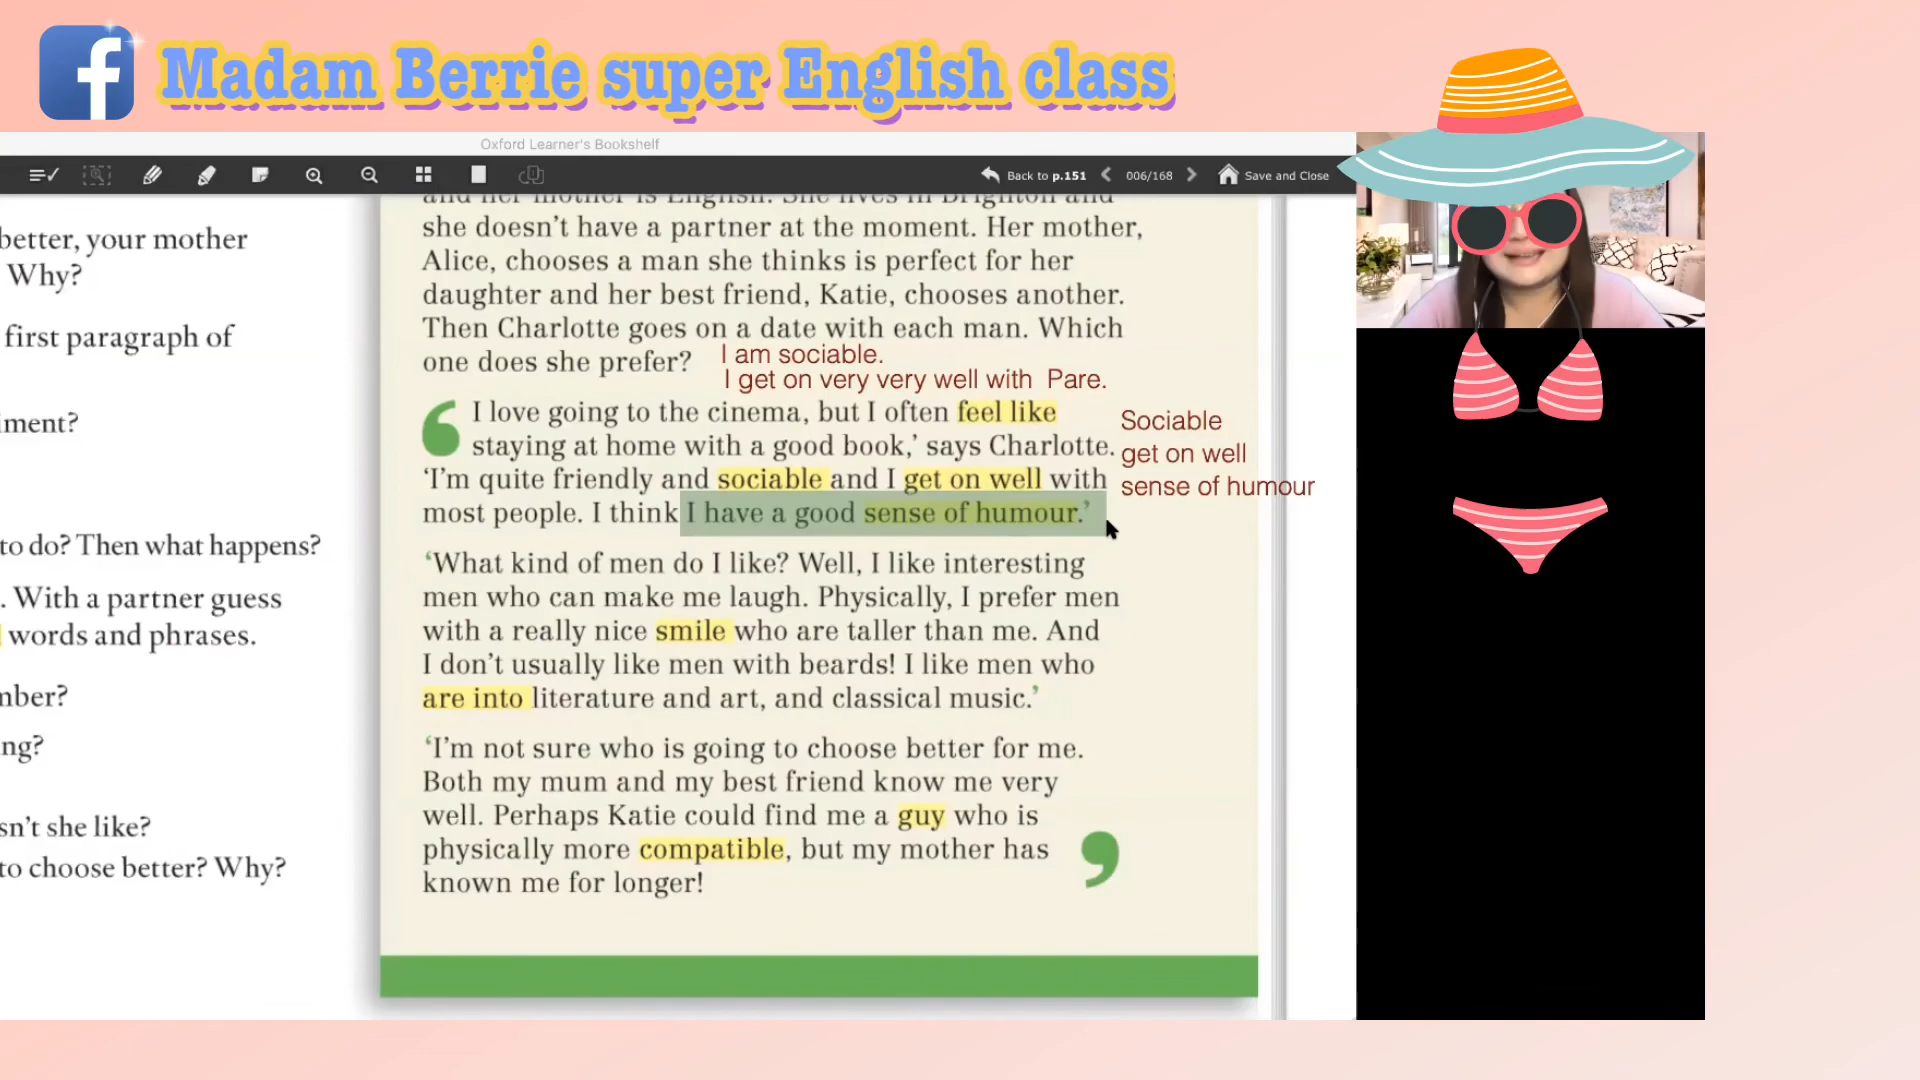 f Madam Berrie super English class
Oxford Learner's Bookshelf
Back to p.151 006/168 Save and Close
better, your mother
Why?
first paragraph of
iment?
to do? Then what happens?
. With a partner guess
words and phrases.
nber?
ng?
sn't she like?
to choose better? Why?
and her mother is English. She lives in Brighton and
she doesn't have a partner at the moment. Her mother,
Alice, chooses a man she thinks is perfect for her
daughter and her best friend, Katie, chooses another.
Then Charlotte goes on a date with each man. Which
one does she prefer?
I am sociable.
I get on very very well with Pare.
‘I love going to the cinema, but I often feel like
staying at home with a good book,’ says Charlotte.
‘I'm quite friendly and sociable and I get on well with
most people. I think I have a good sense of humour.’
Sociable
get on well
sense of humour
‘What kind of men do I like? Well, I like interesting
men who can make me laugh. Physically, I prefer men
with a really nice smile who are taller than me. And
I don't usually like men with beards! I like men who
are into literature and art, and classical music.’
‘I'm not sure who is going to choose better for me.
Both my mum and my best friend know me very
well. Perhaps Katie could find me a guy who is
physically more compatible, but my mother has
known me for longer!’